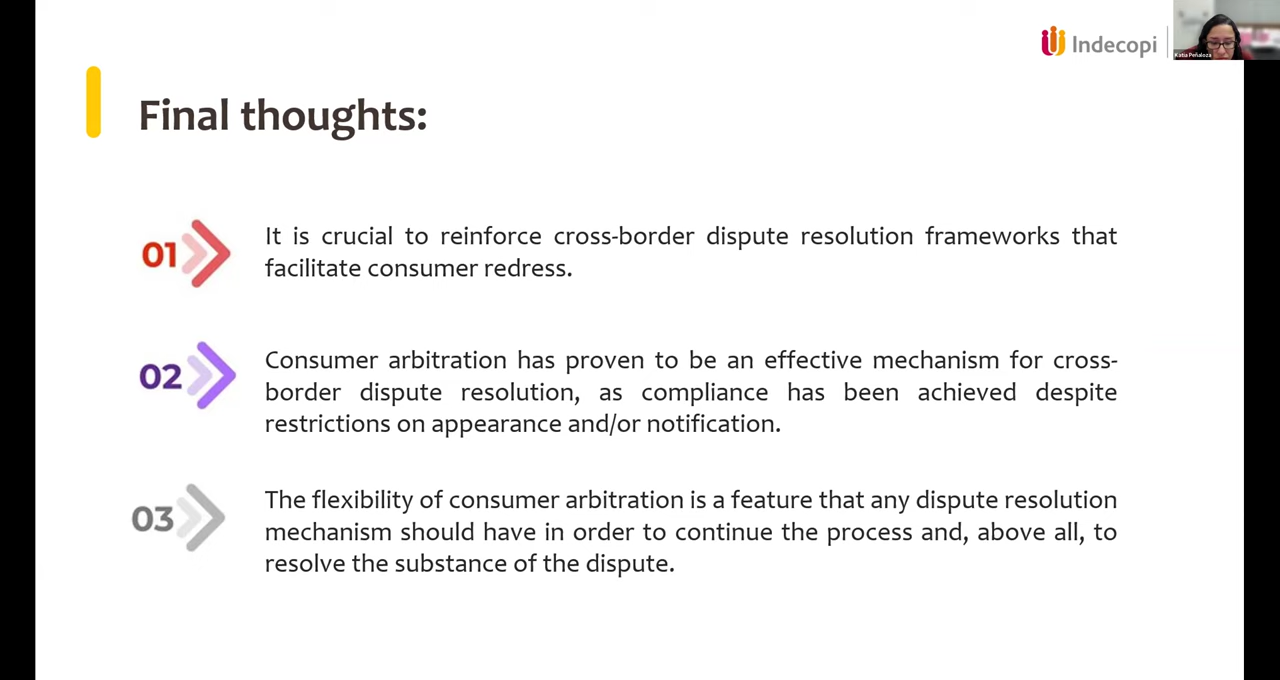 Indecopi
Katia Peñaloza
Final thoughts:
01
It is crucial to reinforce cross-border dispute resolution frameworks that
facilitate consumer redress.
02
Consumer arbitration has proven to be an effective mechanism for cross-
border dispute resolution, as compliance has been achieved despite
restrictions on appearance and/or notification.
03
The flexibility of consumer arbitration is a feature that any dispute resolution
mechanism should have in order to continue the process and, above all, to
resolve the substance of the dispute.